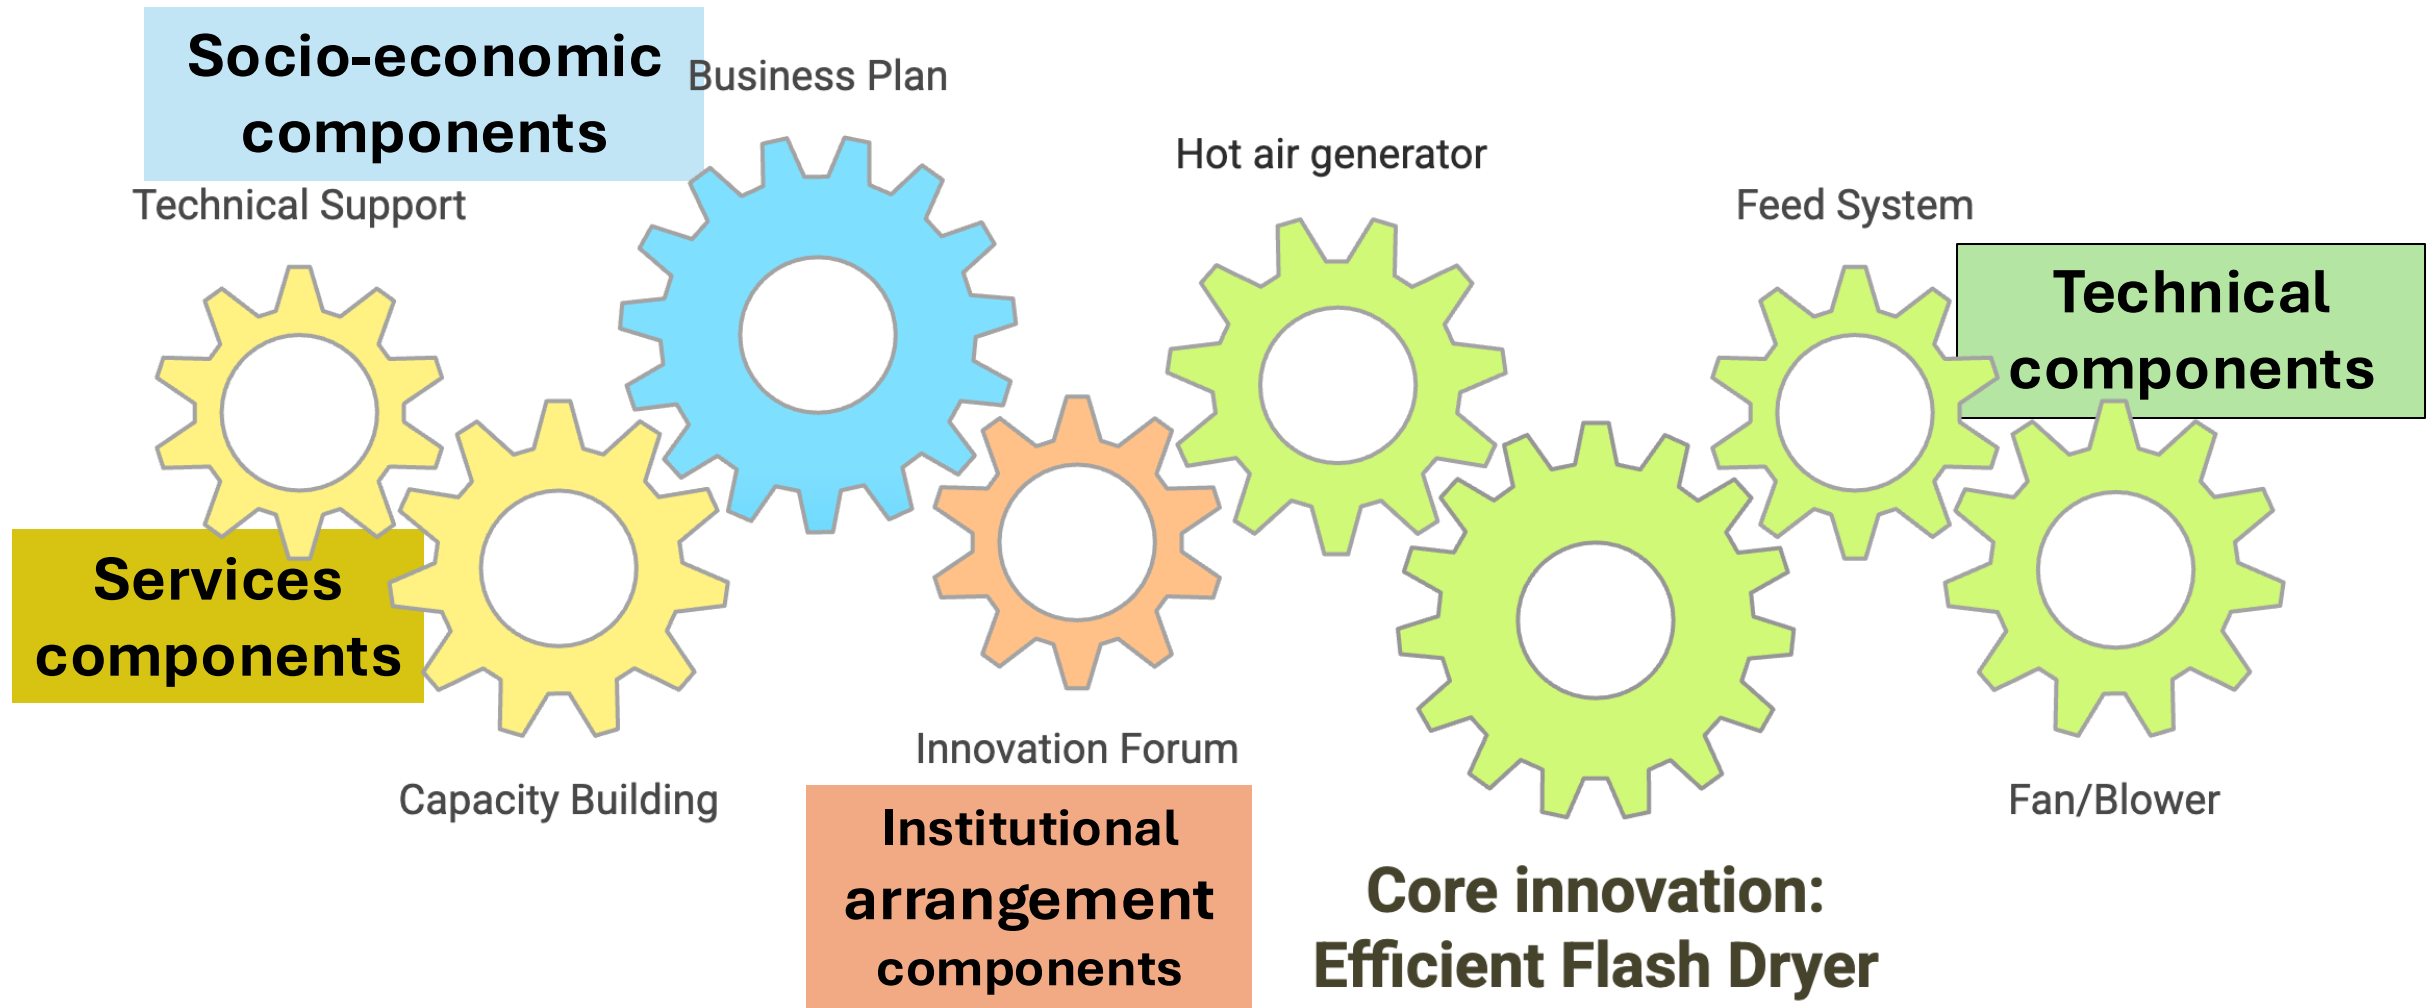 Socio-economic
components
Business Plan
Hot air generator
Technical Support
Feed System
Technical
components
Services
components
Innovation Forum
Capacity Building
Fan/Blower
Institutional
arrangement
components
Core innovation:
Efficient Flash Dryer